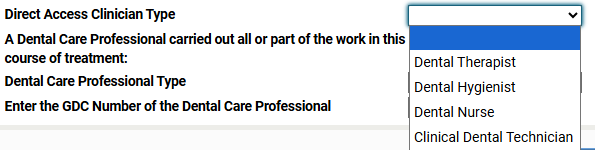 Direct Access Clinician Type
A Dental Care Professional carried out all or part of the work in this
course of treatment:
Dental Care Professional Type
Enter the GDC Number of the Dental Care Professional
Dental Therapist
Dental Hygienist
Dental Nurse
Clinical Dental Technician